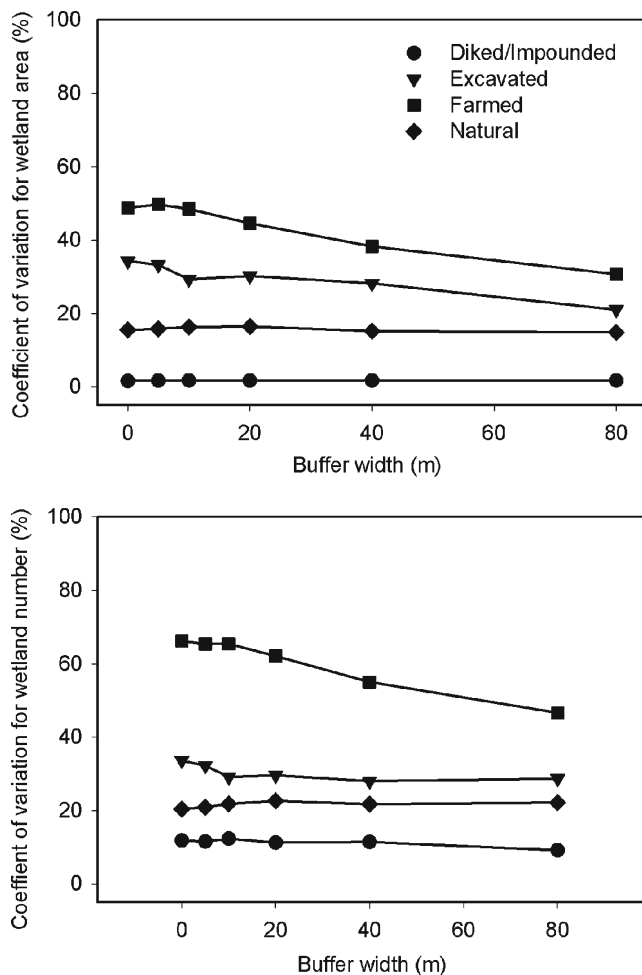 100
80
60
40
20
0
Coefficient of variation for wetland area (%)
Diked/Impounded
Excavated
Farmed
Natural
0 20 40 60 80
Buffer width (m)
100
80
60
40
20
0
Coeffient of variation for wetland number (%)
0 20 40 60 80
Buffer width (m)